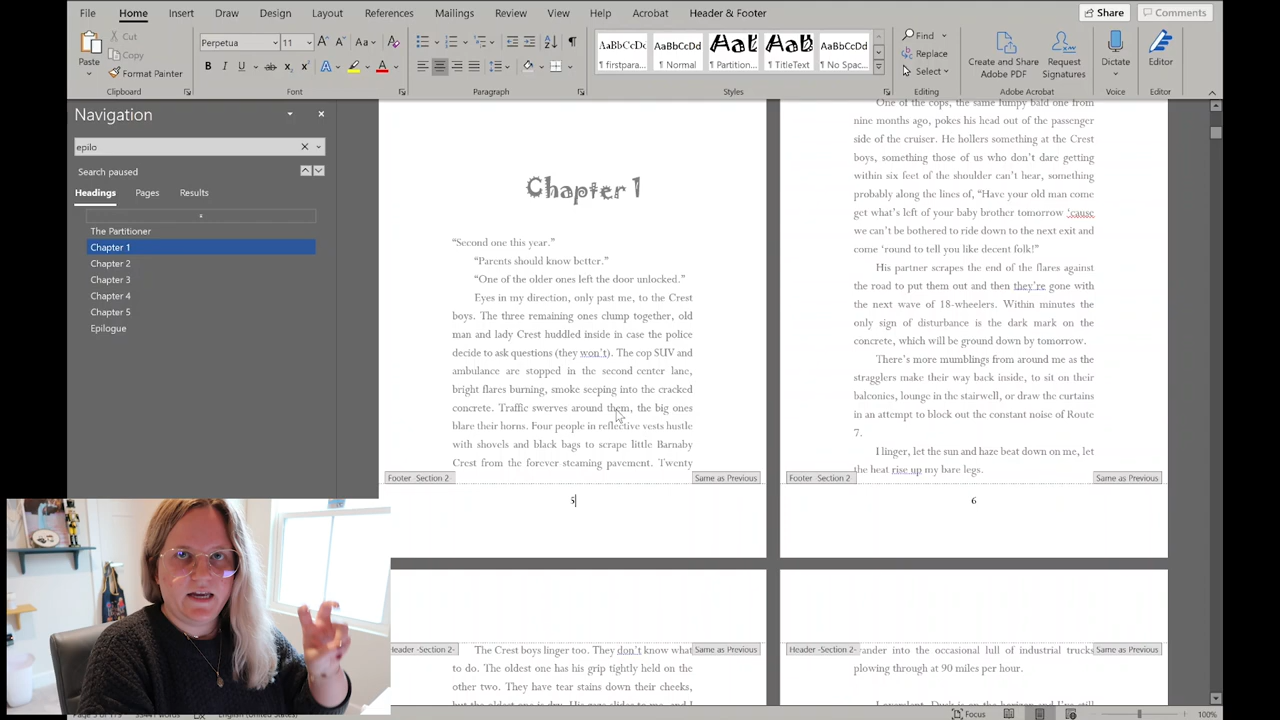 File Home Insert Draw Design Layout References Mailings Review View Help Acrobat Header & Footer Share Comments
Paste
Cut
Copy
Format Painter
Clipboard
Perpetua 11
Font
Paragraph
AaBbCcDc AaBbCcDd AaB AaB AaBbCcDd
¶ firstpara... ¶ Normal ¶ Partition... ¶ TitleText ¶ No Spac...
Styles
Find
Replace
Select
Editing
Create and Share
Adobe PDF
Request
Signatures
Adobe Acrobat
Dictate
Voice
Editor
Editor
Navigation
epilo
Search paused
Headings Pages Results
The Partitioner
Chapter 1
Chapter 2
Chapter 3
Chapter 4
Chapter 5
Epilogue
Chapter 1
“Second one this year.”
“Parents should know better.”
“One of the older ones left the door unlocked.”
Eyes in my direction, only past me, to the Crest
boys. The three remaining ones clump together, old
man and lady Crest huddled inside in case the police
decide to ask questions (they won’t). The cop SUV and
ambulance are stopped in the second center lane,
bright flares burning, smoke seeping into the cracked
concrete. Traffic swerves around them, the big ones
blare their horns. Four people in reflective vests hustle
with shovels and black bags to scrape little Barnaby
Crest from the forever steaming pavement. Twenty
Footer -Section 2- Same as Previous
5
One of the cops, the same lumpy bald one from
nine months ago, pokes his head out of the passenger
side of the cruiser. He hollers something at the Crest
boys, something those of us who don’t dare getting
within six feet of the shoulder can’t hear, something
probably along the lines of, “Have your old man come
get what’s left of your baby brother tomorrow ‘cause
we can’t be bothered to ride down to the next exit and
come ‘round to tell you like decent folk!”
His partner scrapes the end of the flares against
the road to put them out and then they’re gone with
the next wave of 18-wheelers. Within minutes the
only sign of disturbance is the dark mark on the
concrete, which will be ground down by tomorrow.
There’s more mumblings from around me as the
stragglers make their way back inside, to sit on their
balconies, lounge in the stairwell, or draw the curtains
in an attempt to block out the constant noise of Route
7.
I linger, let the sun and haze beat down on me, let
the heat rise up my bare legs.
Footer -Section 2- Same as Previous
6
Header -Section 2- Same as Previous
The Crest boys linger too. They don’t know what
to do. The oldest one has his grip tightly held on the
other two. They have tear stains down their cheeks,
Header -Section 2- Same as Previous
wander into the occasional lull of industrial trucks
plowing through at 90 miles per hour.
Focus 100%